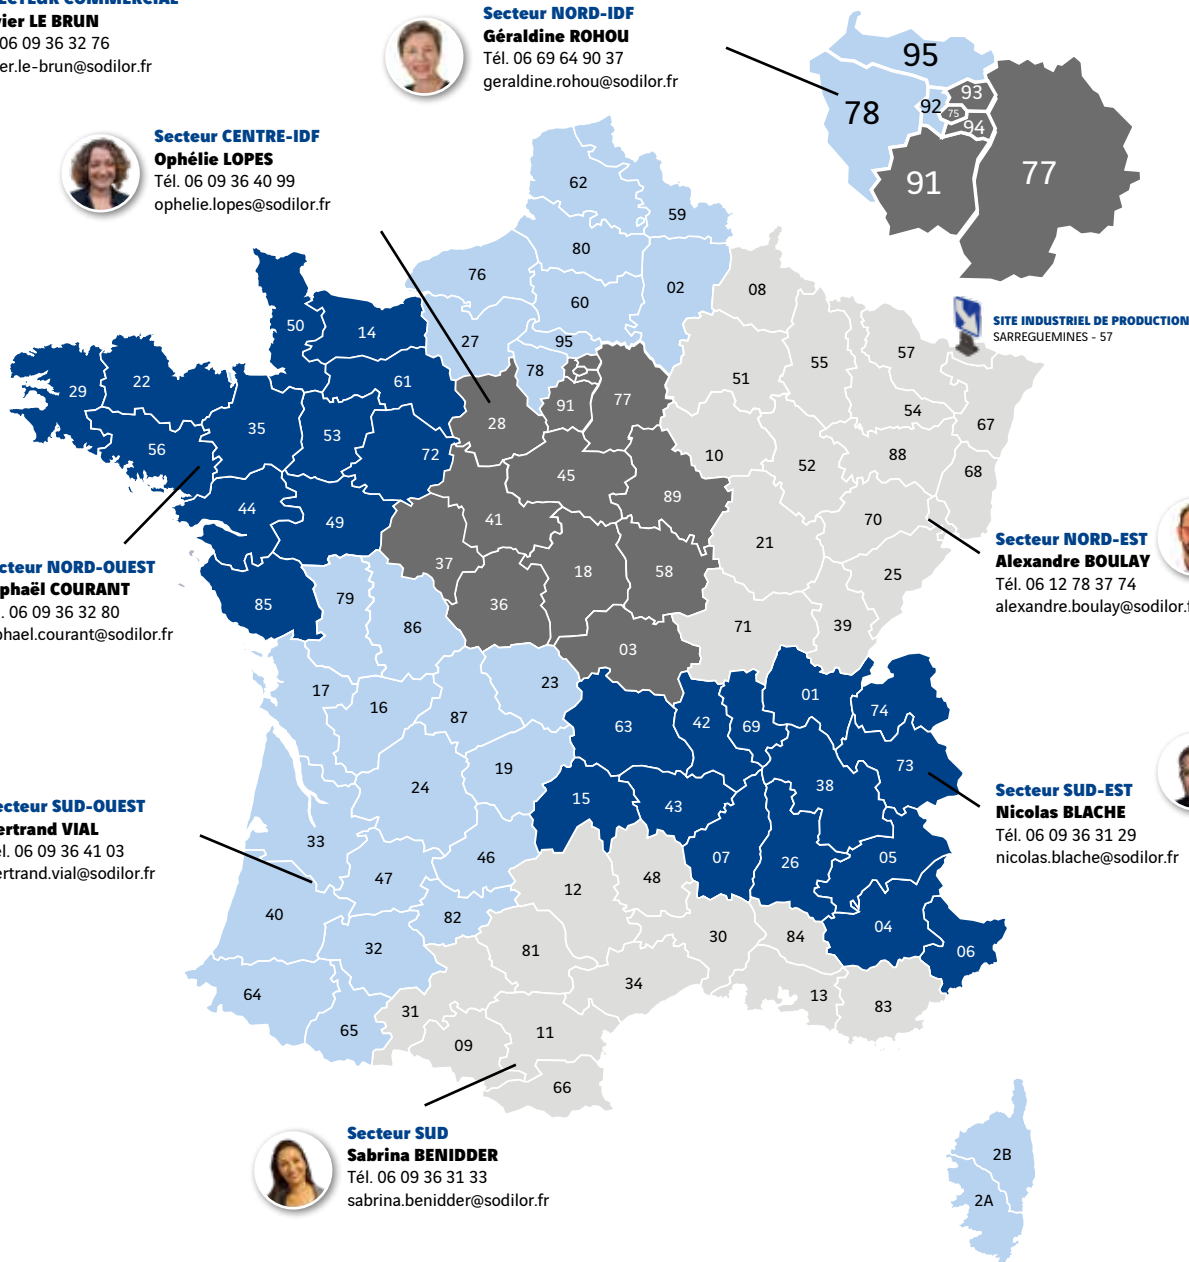 vier LE BRUN
06 09 36 32 76
er.le-brun@sodilor.fr
Secteur NORD-IDF
Géraldine ROHOU
Tél. 06 69 64 90 37
geraldine.rohou@sodilor.fr
Secteur CENTRE-IDF
Ophélie LOPES
Tél. 06 09 36 40 99
ophelie.lopes@sodilor.fr
95
93
92
75
78
94
91
77
62
59
80
76
02
08
60
50
14
27
95
55
57
SITE INDUSTRIEL DE PRODUCTION
SARREGUEMINES - 57
29
22
61
78
51
91
77
54
67
35
53
28
56
72
10
88
52
68
45
89
44
49
41
70
21
37
18
58
25
85
79
36
86
71
39
03
Secteur NORD-EST
Alexandre BOULAY
Tél. 06 12 78 37 74
alexandre.boulay@sodilor.f
cteur NORD-OUEST
phaël COURANT
. 06 09 36 32 80
phael.courant@sodilor.fr
17
16
23
87
63
42
69
01
74
19
24
73
15
43
38
Secteur SUD-EST
Nicolas BLACHE
Tél. 06 09 36 31 29
nicolas.blache@sodilor.fr
ecteur SUD-OUEST
ertrand VIAL
él. 06 09 36 41 03
ertrand.vial@sodilor.fr
33
46
47
07
26
05
12
48
40
82
32
81
30
84
04
06
64
65
31
34
13
83
09
11
66
Secteur SUD
Sabrina BENIDDER
Tél. 06 09 36 31 33
sabrina.benidder@sodilor.fr
2B
2A